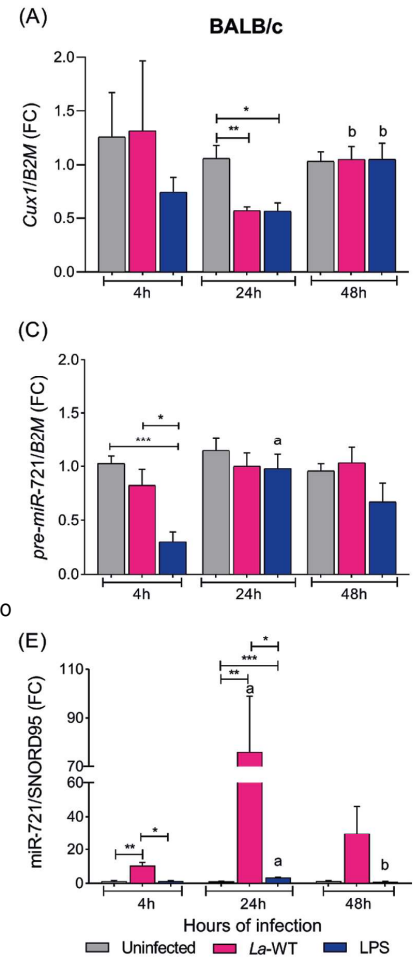 (A)
BALB/c
Cux1/B2M (FC)
2.0
1.5
1.0
0.5
0.0
*
**
b b
4h 24h 48h
(C)
pre-miR-721/B2M (FC)
2.0
1.5
1.0
0.5
0.0
*
***
a
4h 24h 48h
o
(E)
miR-721/SNORD95 (FC)
110
90
70
60
40
20
0
*
***
**
a
** *
a
b
4h 24h 48h
Hours of infection
Uninfected La-WT LPS